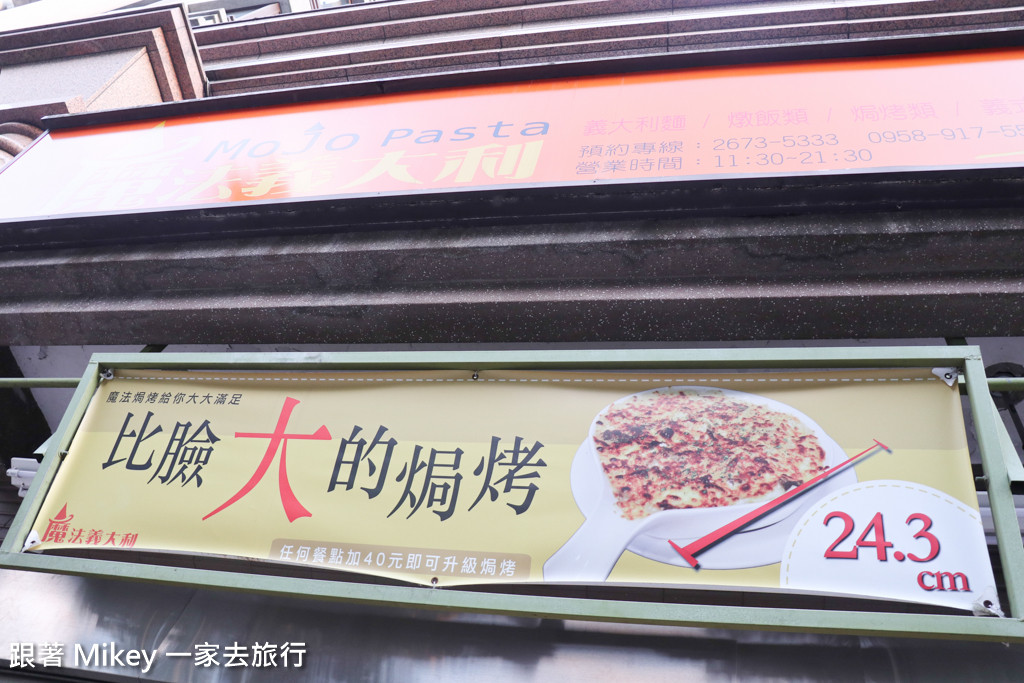 MoJo Pasta
魔法義大利
義大利麵 / 燉飯類 / 焗烤類 /
預約專線：2673-5333 0958-917-55
營業時間：11:30~21:30
魔法焗烤給你大大滿足
比臉大的焗烤
24.3
cm
魔法義大利
任何餐點加40元即可升級焗烤
跟著 Mikey 一家去旅行